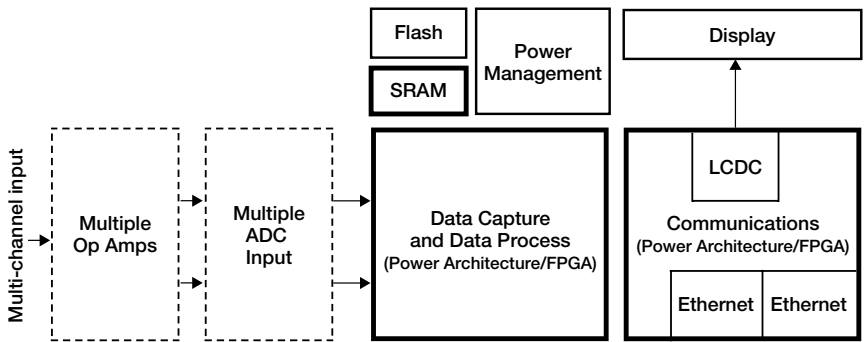 Flash
SRAM
Power
Management
Display
Multi-channel input
Multiple
Op Amps
Multiple
ADC
Input
Data Capture
and Data Process
(Power Architecture/FPGA)
LCDC
Communications
(Power Architecture/FPGA)
Ethernet
Ethernet